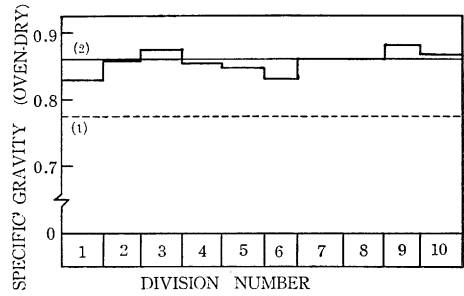 SPECIFIC GRAVITY (OVEN-DRY)
0.9
(2)
0.8
(1)
0.7
0
1 2 3 4 5 6 7 8 9 10
DIVISION NUMBER